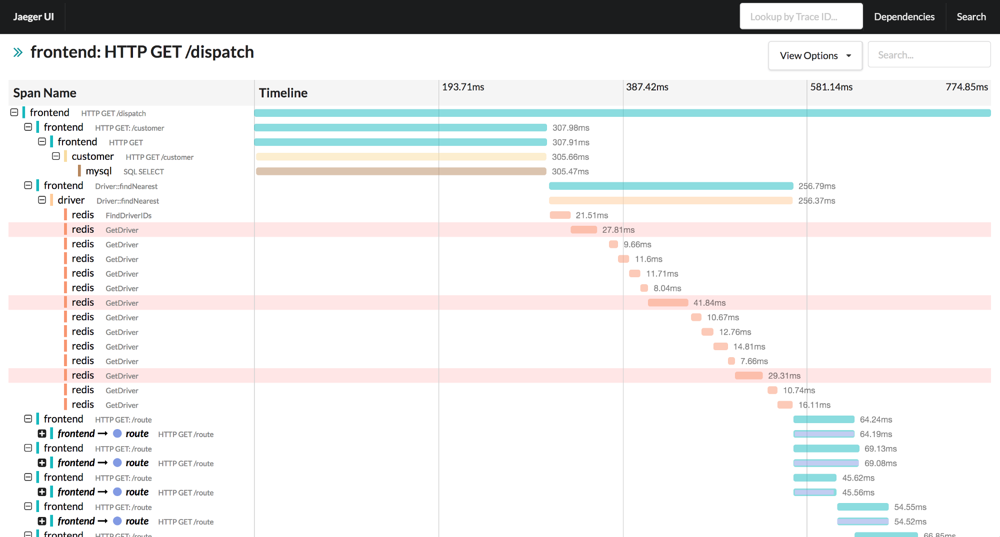 Jaeger UI Lookup by Trace ID... Dependencies Search
frontend: HTTP GET /dispatch View Options Search...
Span Name Timeline 193.71ms 387.42ms 581.14ms 774.85ms
frontend HTTP GET /dispatch
frontend HTTP GET: /customer 307.98ms
frontend HTTP GET 307.91ms
customer HTTP GET /customer 305.66ms
mysql SQL SELECT 305.47ms
frontend Driver::findNearest 256.79ms
driver Driver::findNearest 256.37ms
redis FindDriverIDs 21.51ms
redis GetDriver 27.81ms
redis GetDriver 9.66ms
redis GetDriver 11.6ms
redis GetDriver 11.71ms
redis GetDriver 8.04ms
redis GetDriver 41.84ms
redis GetDriver 10.67ms
redis GetDriver 12.76ms
redis GetDriver 14.81ms
redis GetDriver 7.66ms
redis GetDriver 29.31ms
redis GetDriver 10.74ms
redis GetDriver 16.11ms
frontend HTTP GET: /route 64.24ms
frontend → route HTTP GET /route 64.19ms
frontend HTTP GET: /route 69.13ms
frontend → route HTTP GET /route 69.08ms
frontend HTTP GET: /route 45.62ms
frontend → route HTTP GET /route 45.56ms
frontend HTTP GET: /route 54.55ms
frontend → route HTTP GET /route 54.52ms
frontend HTTP GET: /route 66.85ms